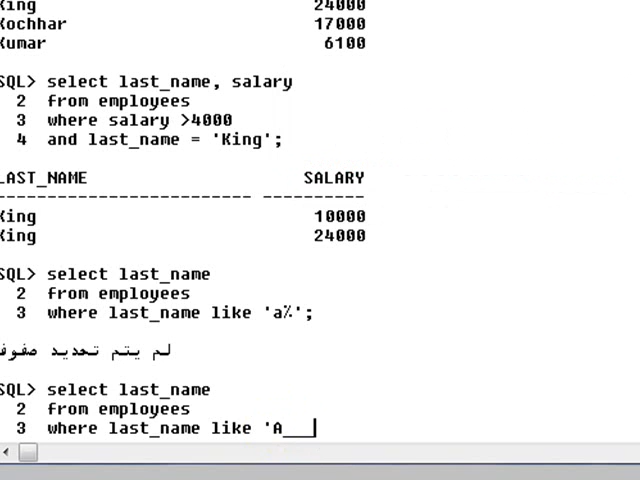 King 24000
Kochhar 17000
Kumar 6100
SQL> select last_name, salary
2 from employees
3 where salary >4000
4 and last_name = 'King';
LAST_NAME SALARY
------------------------- ----------
King 10000
King 24000
SQL> select last_name
2 from employees
3 where last_name like 'a%';
لم يتم تحديد صفوف
SQL> select last_name
2 from employees
3 where last_name like 'A___